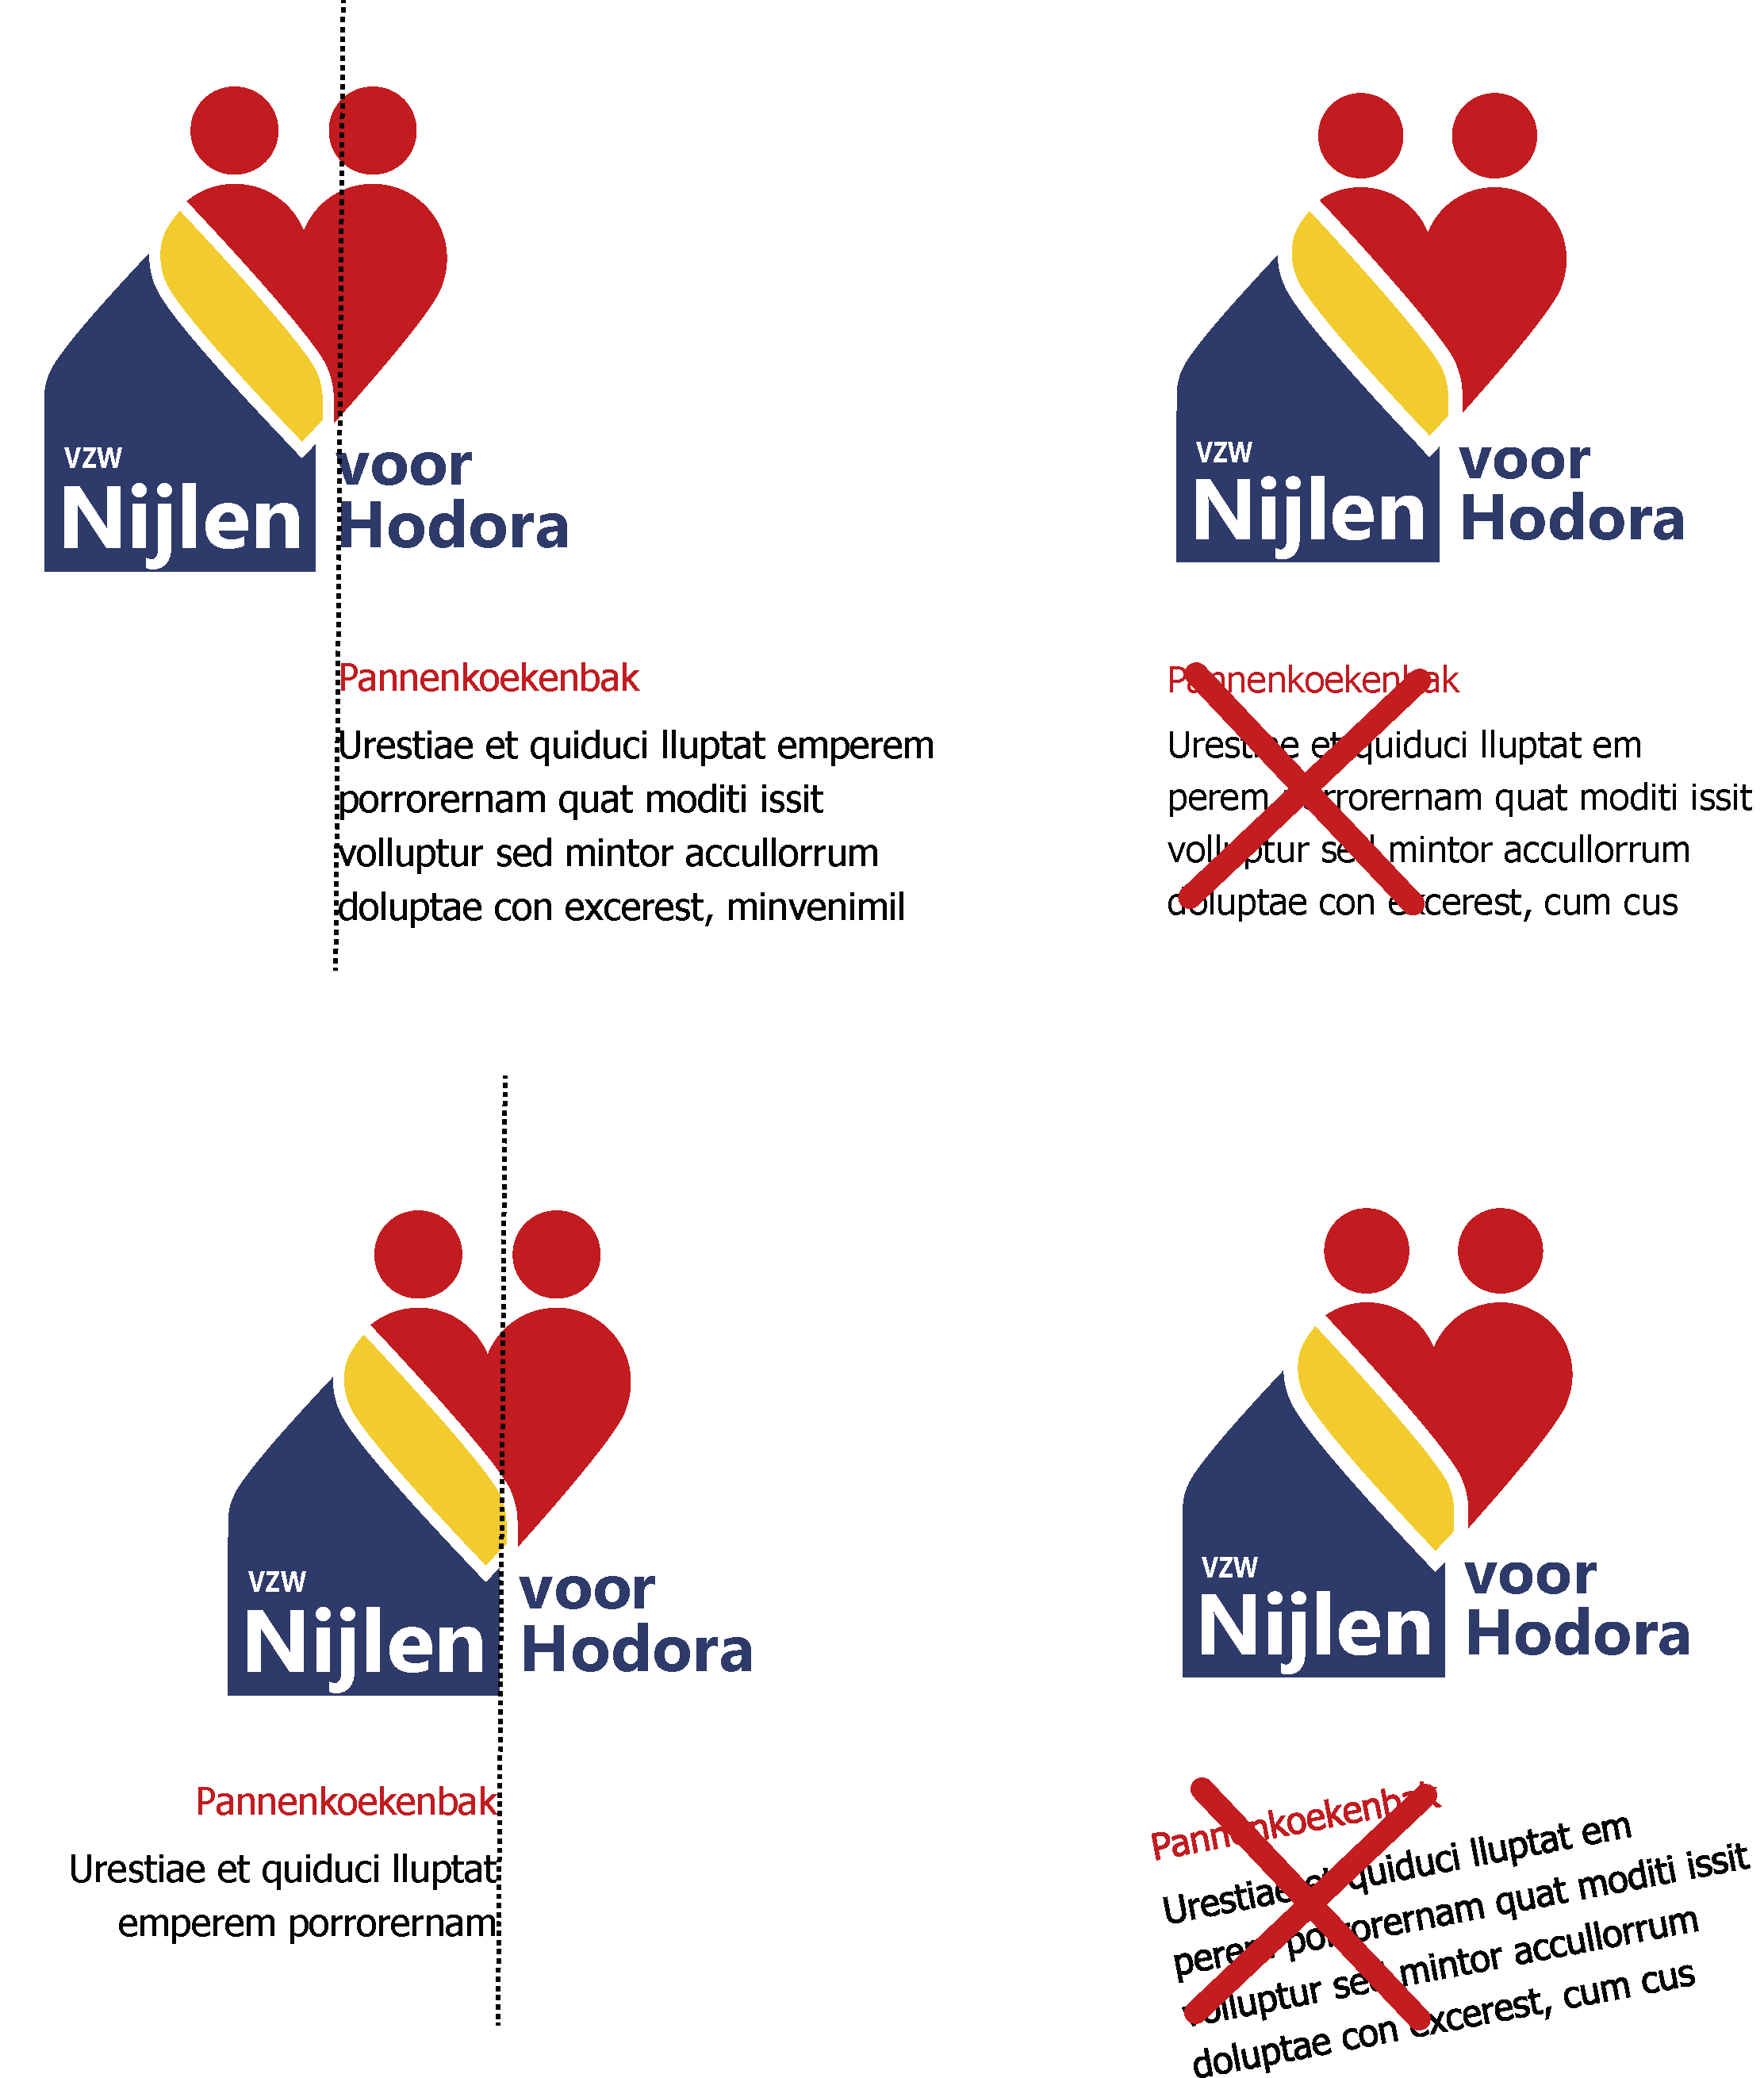 vzw
Nijlen
voor
Hodora
Pannenkoekenbak
Urestiae et quiduci lluptat emperem
porrorernam quat moditi issit
volluptur sed mintor accullorrum
doluptae con excerest, minvenimil
vzw
Nijlen
voor
Hodora
Pannenkoekenbak
Urestiae et quiduci lluptat em
perem porrorernam quat moditi issit
volluptur sed mintor accullorrum
doluptae con excerest, cum cus
vzw
Nijlen
voor
Hodora
Pannenkoekenbak
Urestiae et quiduci lluptat
emperem porrorernam
vzw
Nijlen
voor
Hodora
Pannenkoekenbak
Urestiae et quiduci lluptat em
perem porrorernam quat moditi issit
volluptur sed mintor accullorrum
doluptae con excerest, cum cus